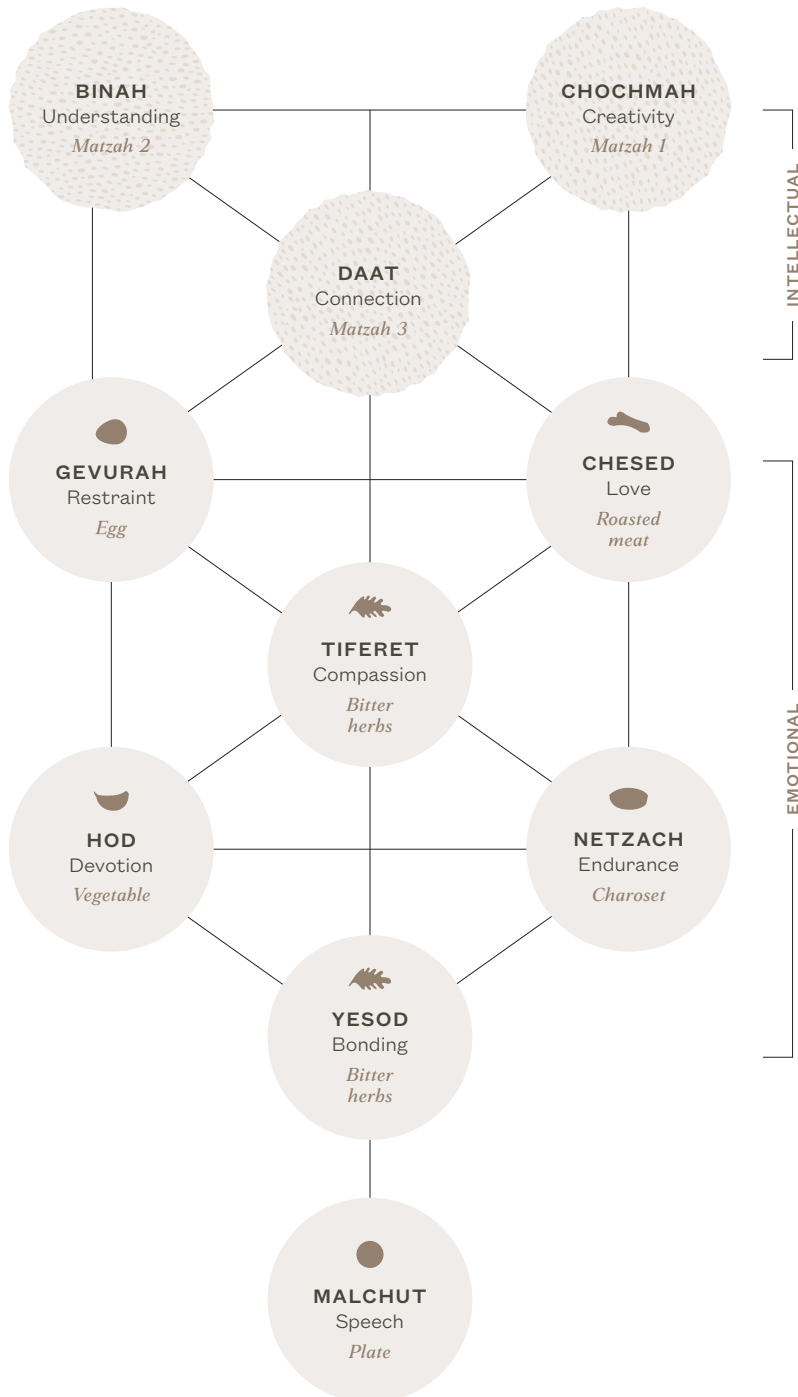 BINAH
Understanding
Matzah 2
CHOCHMAH
Creativity
Matzah 1
DAAT
Connection
Matzah 3
INTELLECTUAL
GEVURAH
Restraint
Egg
CHESED
Love
Roasted
meat
TIFERET
Compassion
Bitter
herbs
EMOTIONAL
HOD
Devotion
Vegetable
NETZACH
Endurance
Charoset
YESOD
Bonding
Bitter
herbs
MALCHUT
Speech
Plate